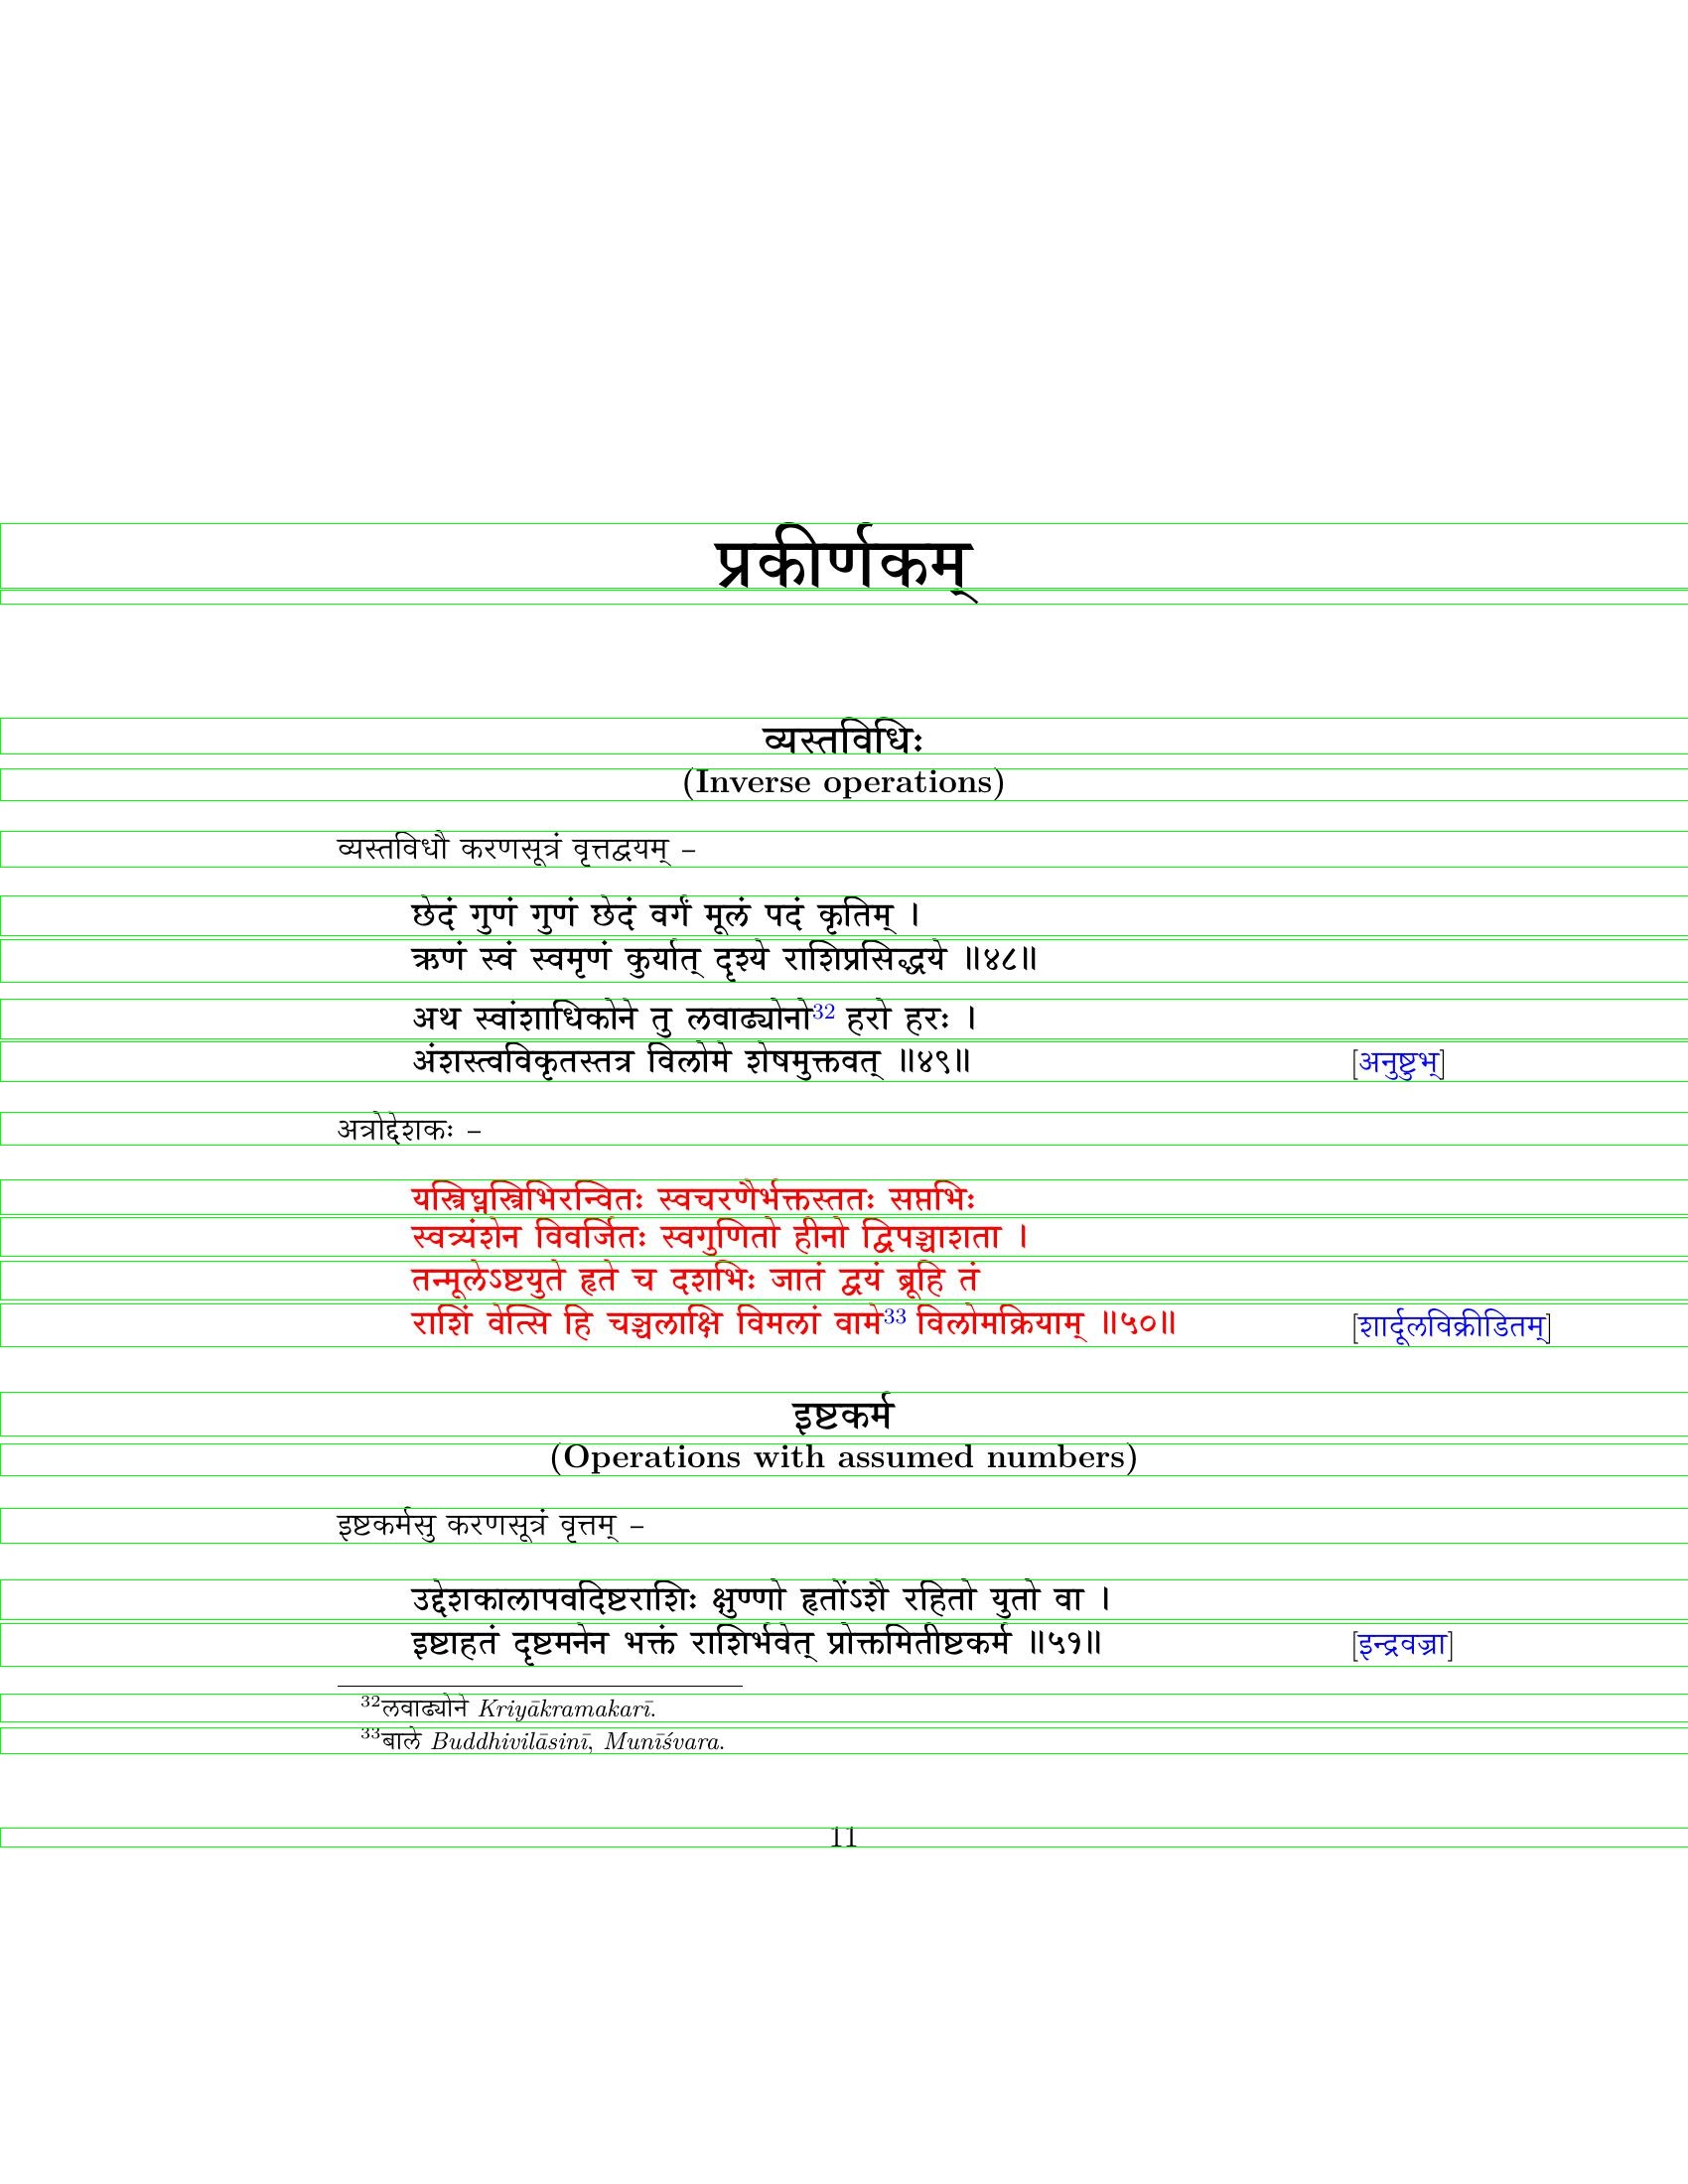 प्रकीर्णकम्
व्यस्तविधिः
(Inverse operations)
व्यस्तविधौ करणसूत्रं वृत्तद्वयम् –
छेदं गुणं गुणं छेदं वर्गं मूलं पदं कृतिम् ।
ऋणं स्वं स्वमृणं कुर्यात् दृश्ये राशिप्रसिद्धये ॥४८॥
अथ स्वांशाधिकोने तु लवाढ्योनो32 हरो हरः ।
अंशस्त्वविकृतस्तत्र विलोमे शेषमुक्तवत् ॥४९॥ [अनुष्टुभ्]
अत्रोद्देशकः –
यस्त्रिघ्नस्त्रिभिरन्वितः स्वचरणैर्भक्तस्ततः सप्तभिः
स्वत्र्यंशेन विवर्जितः स्वगुणितो हीनो द्विपञ्चाशता ।
तन्मूलेऽष्टयुते हृते च दशभिः जातं द्वयं ब्रूहि तं
राशिं वेत्सि हि चञ्चलाक्षि विमलां वामे33 विलोमक्रियाम् ॥५०॥ [शार्दूलविक्रीडितम्]
इष्टकर्म
(Operations with assumed numbers)
इष्टकर्मसु करणसूत्रं वृत्तम् –
उद्देशकालापवदिष्टराशिः क्षुण्णो हृतोंऽशै रहितो युतो वा ।
इष्टाहतं दृष्टमनेन भक्तं राशिर्भवेत् प्रोक्तमितीष्टकर्म ॥५१॥ [इन्द्रवज्रा]
32लवाढ्योने Kriyākramakarī.
33बाले Buddhivilāsinī, Munīśvara.
11